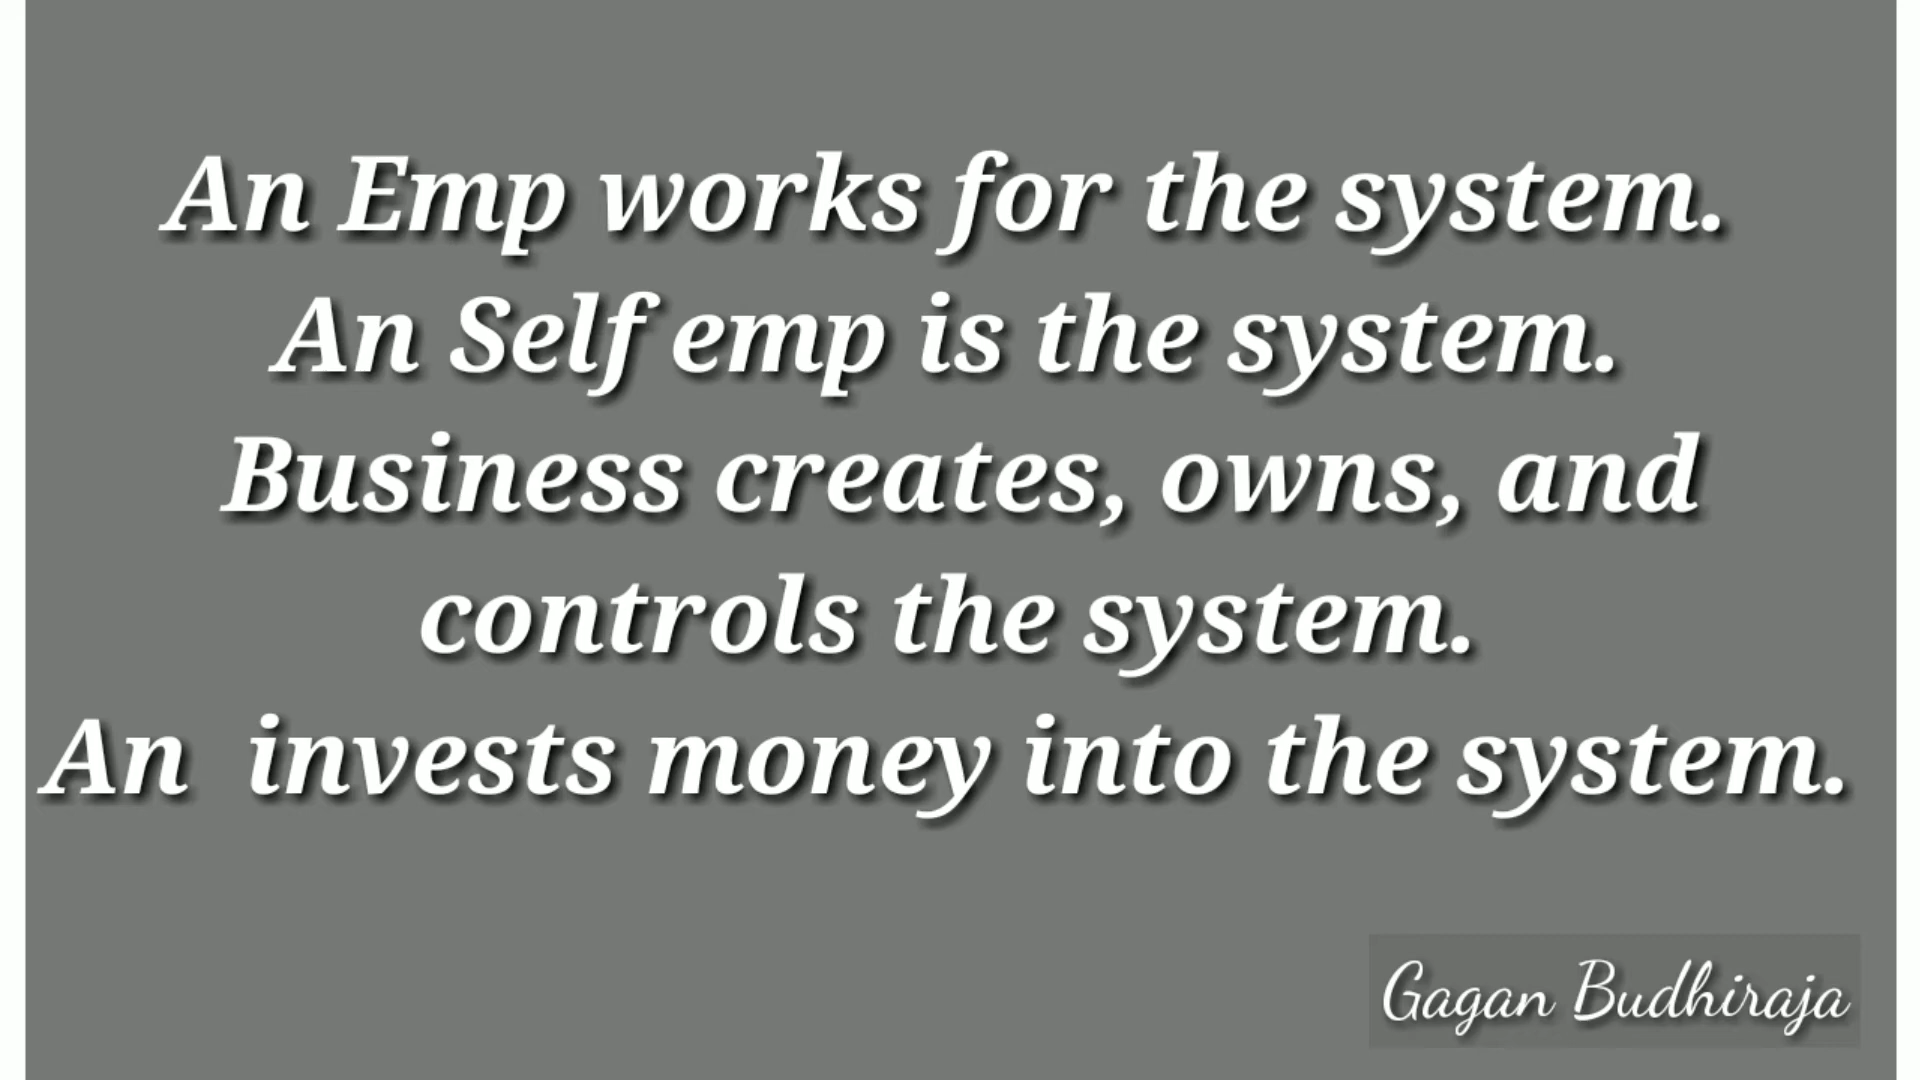 An Emp works for the system.
An Self emp is the system.
Business creates, owns, and
controls the system.
An  invests money into the system.
Gagan Budhiraja